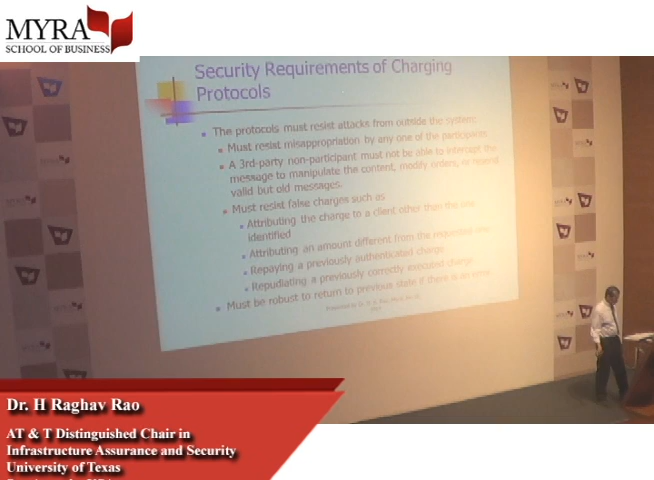 MYRA
SCHOOL OF BUSINESS
Security Requirements of Charging
Protocols
The protocols must resist attacks from outside the system:
Must resist misappropriation by any one of the participants
A 3rd-party non-participant must not be able to intercept the
message to manipulate the content, modify orders, or resend
valid but old messages.
Must resist false charges such as
Attributing the charge to a client other than the one
identified
Attributing an amount different from the requested
Repaying a previously authenticated charge
Repudiating a previously correctly executed charge
Must be robust to return to previous state if there is an error
Dr. H Raghav Rao
AT & T Distinguished Chair in
Infrastructure Assurance and Security
University of Texas